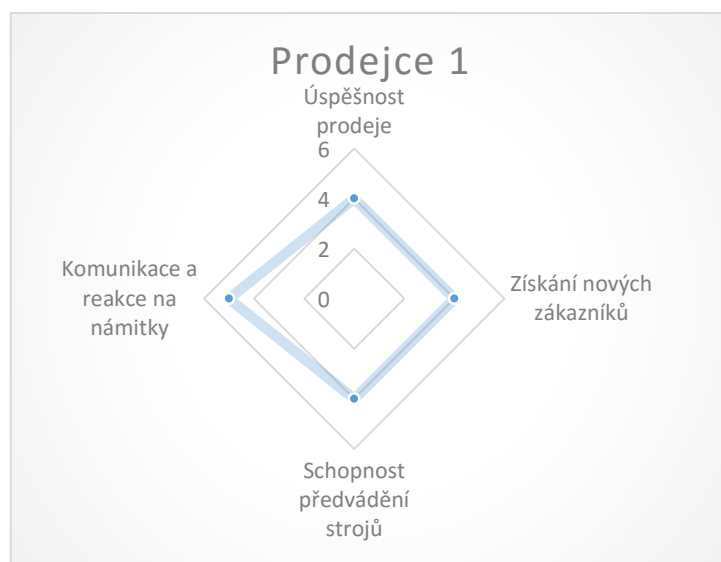 Prodejce 1
Úspěšnost
prodeje
6
4
2
0
Komunikace a
reakce na
námitky
Získání nových
zákazníků
Schopnost
předvádění
strojů